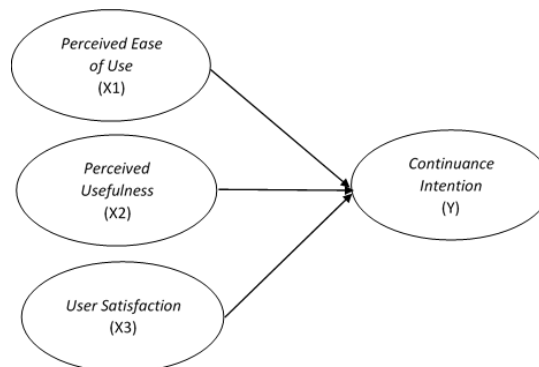 Perceived Ease
of Use
(X1)
Perceived
Usefulness
(X2)
User Satisfaction
(X3)
Continuance
Intention
(Y)